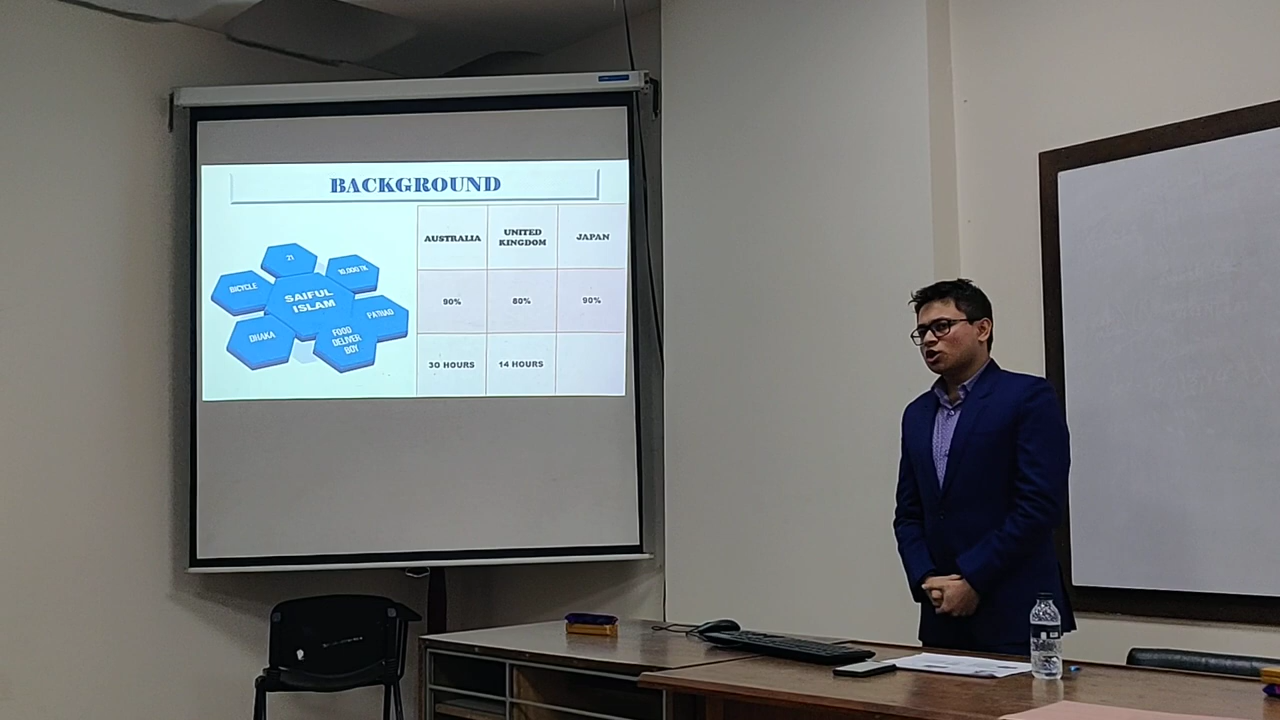 BACKGROUND
21
10,000 TK
BICYCLE
SAIFUL
ISLAM
PATHAO
DHAKA
FOOD
DELIVER
BOY
AUSTRALIA
UNITED
KINGDOM
JAPAN
90%
80%
90%
30 HOURS
14 HOURS